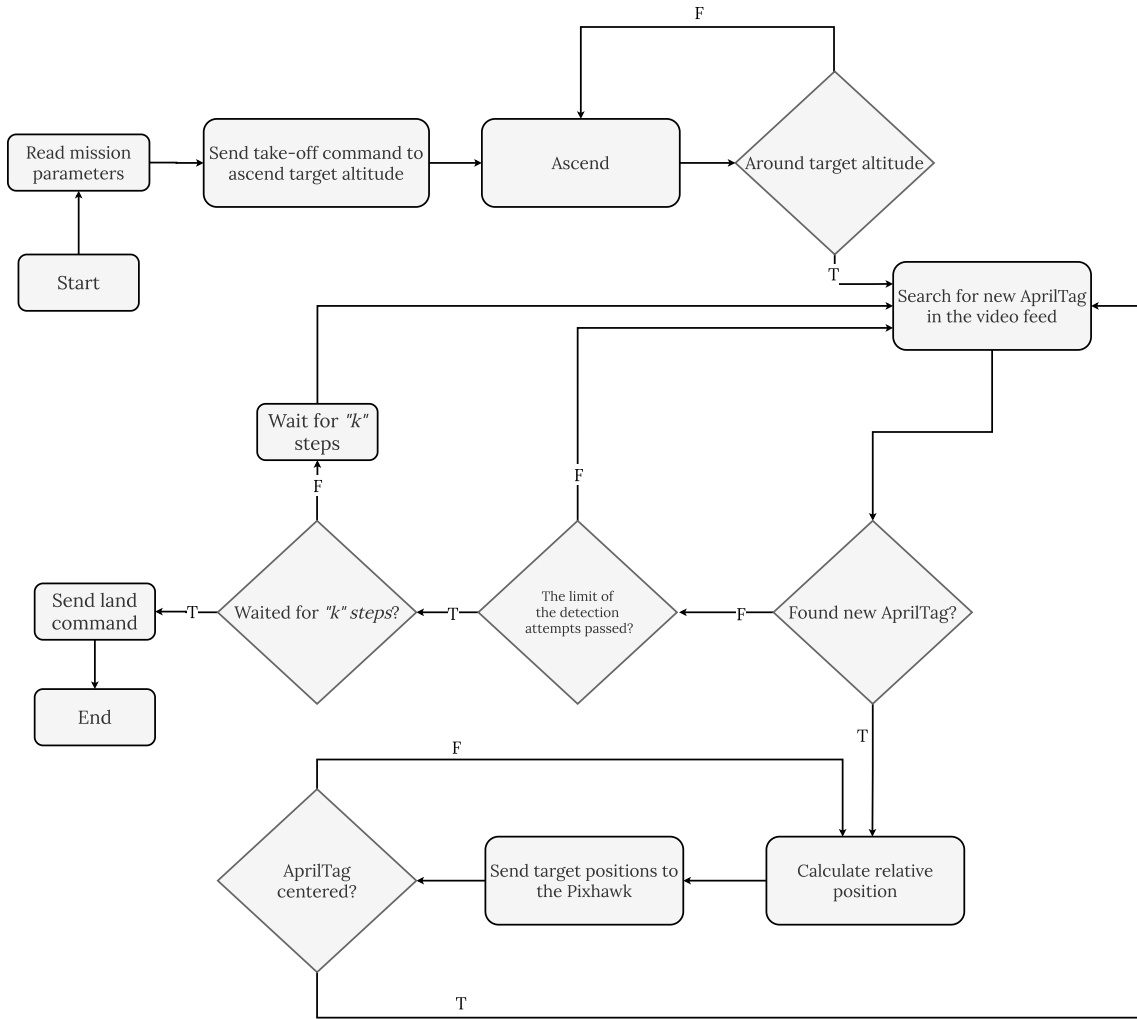 F
Read mission
parameters
Send take-off command to
ascend target altitude
Ascend
Around target altitude
Start
T
Search for new AprilTag
in the video feed
Wait for "k"
steps
F
F
Send land
command
T
Waited for "k" steps?
T
The limit of
the detection
attempts passed?
F
Found new AprilTag?
End
T
F
AprilTag
centered?
Send target positions to
the Pixhawk
Calculate relative
position
T